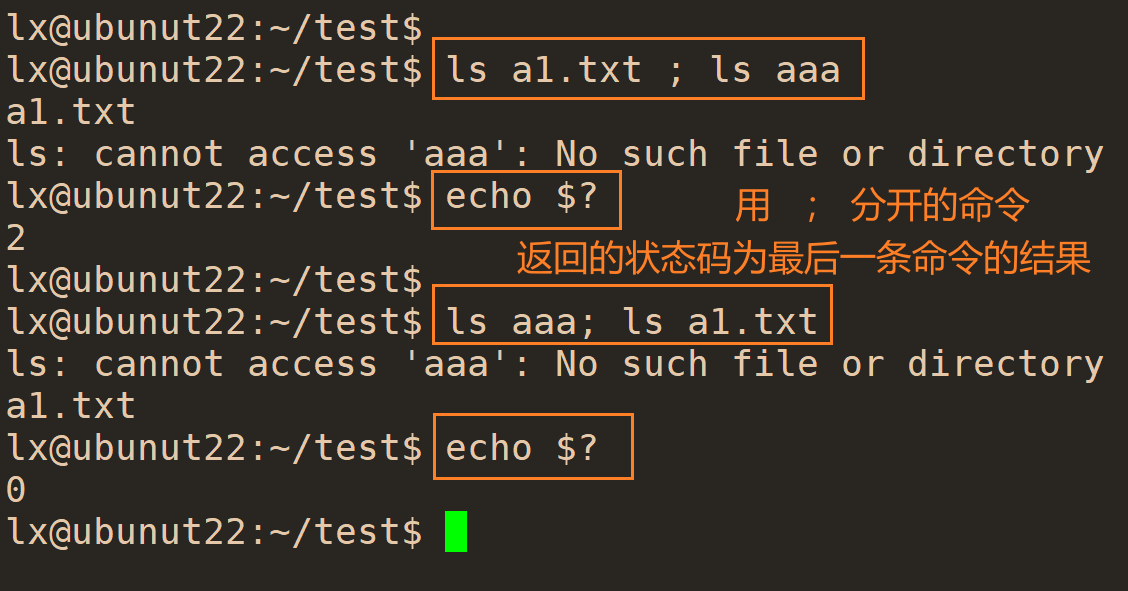 lx@ubunut22:~/test$
lx@ubunut22:~/test$ ls a1.txt ; ls aaa
a1.txt
ls: cannot access 'aaa': No such file or directory
lx@ubunut22:~/test$ echo $?
用 ； 分开的命令
2
返回的状态码为最后一条命令的结果
lx@ubunut22:~/test$
lx@ubunut22:~/test$ ls aaa; ls a1.txt
ls: cannot access 'aaa': No such file or directory
a1.txt
lx@ubunut22:~/test$ echo $?
0
lx@ubunut22:~/test$